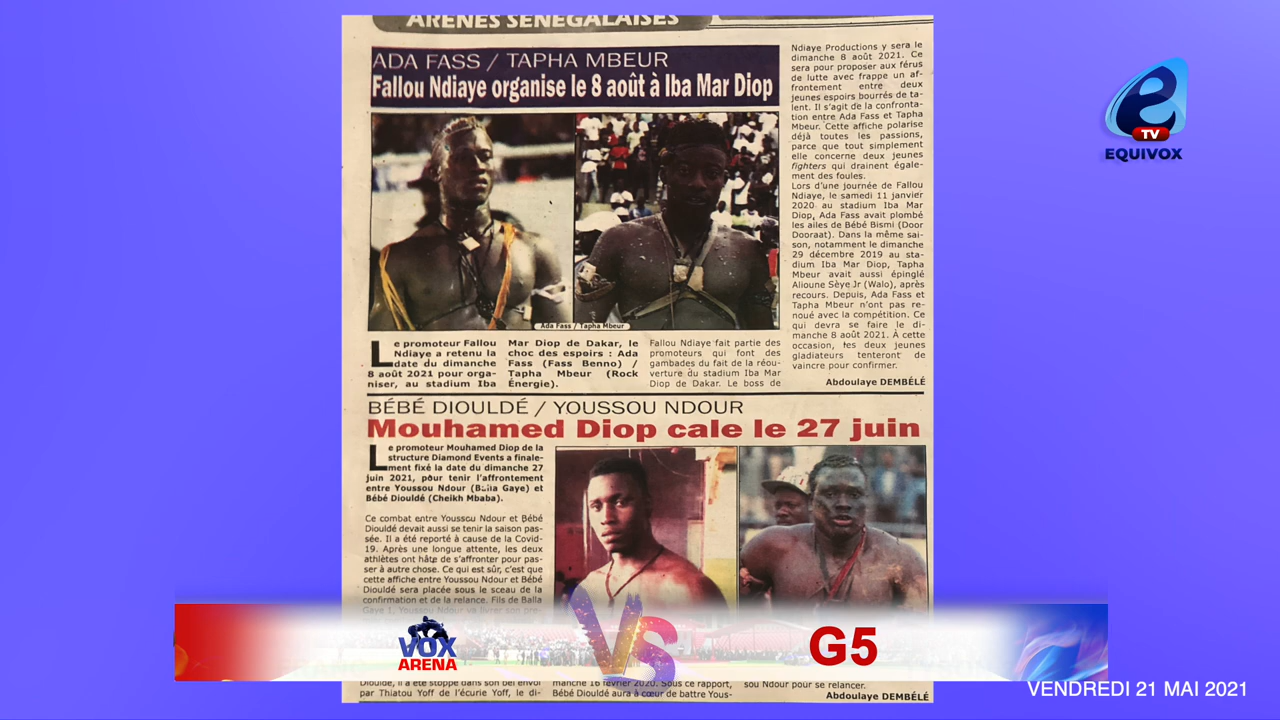 ARÈNES SÉNÉGALAISES
ADA FASS / TAPHA MBEUR
Fallou Ndiaye organise le 8 août à Iba Mar Diop
Ada Fass / Tapha Mbeur
Le promoteur Fallou
Ndiaye a retenu la
date du dimanche
8 août 2021 pour orga-
niser, au stadium Iba
Mar Diop de Dakar, le
choc des espoirs : Ada
Fass (Fass Benno) /
Tapha Mbeur (Rock
Énergie).
Fallou Ndiaye fait partie des
promoteurs qui font des
gambades du fait de la réou-
verture du stadium Iba Mar
Diop de Dakar. Le boss de
Ndiaye Productions y sera le
dimanche 8 août 2021. Ce
sera pour proposer aux férus
de lutte avec frappe un af-
frontement entre deux
jeunes espoirs bourrés de ta-
lent. Il s'agit de la confronta-
tion entre Ada Fass et Tapha
Mbeur. Cette affiche polarise
déjà toutes les passions,
parce que tout simplement
elle concerne deux jeunes
fighters qui drainent égale-
ment des foules.
Lors d'une journée de Fallou
Ndiaye, le samedi 11 janvier
2020 au stadium Iba Mar
Diop, Ada Fass avait plombé
les ailes de Bébé Bismi (Door
Dooraat). Dans la même sai-
son, notamment le dimanche
29 décembre 2019 au sta-
dium Iba Mar Diop, Tapha
Mbeur avait aussi épinglé
Alioune Sèye Jr (Walo), après
recours. Depuis, Ada Fass et
Tapha Mbeur n'ont pas re-
noué avec la compétition. Ce
qui devra se faire le di-
manche 8 août 2021. À cette
occasion, les deux jeunes
gladiateurs tenteront de
vaincre pour confirmer.
Abdoulaye DEMBÉLÉ
BÉBÉ DIOULDÉ / YOUSSOU NDOUR
Mouhamed Diop cale le 27 juin
Le promoteur Mouhamed Diop de la
structure Diamond Events a finale-
ment fixé la date du dimanche 27
juin 2021, pour tenir l'affrontement
entre Youssou Ndour (Balla Gaye) et
Bébé Diouldé (Cheikh Mbaba).
Ce combat entre Youssou Ndour et Bébé
Diouldé devait aussi se tenir la saison pas-
sée. Il a été reporté à cause de la Covid-
19. Après une longue attente, les deux
athlètes ont hâte de s'affronter pour pas-
ser à autre chose. Ce qui est sûr, c'est que
cette affiche entre Youssou Ndour et Bébé
Diouldé sera placée sous le sceau de la
confirmation et de la relance. Fils de Balla
Gaye 1, Youssou Ndour va livrer son pre-
Diouldé, il a été stoppé dans son bel envol
par Thiatou Yoff de l'écurie Yoff, le di-
manche 16 février 2020. Sous ce rapport,
Bébé Diouldé aura à cœur de battre Yous-
sou Ndour pour se relancer.
Abdoulaye DEMBÉLÉ
e
TV
EQUIVOX
VOX
ARENA
VS
G5
VENDREDI 21 MAI 2021